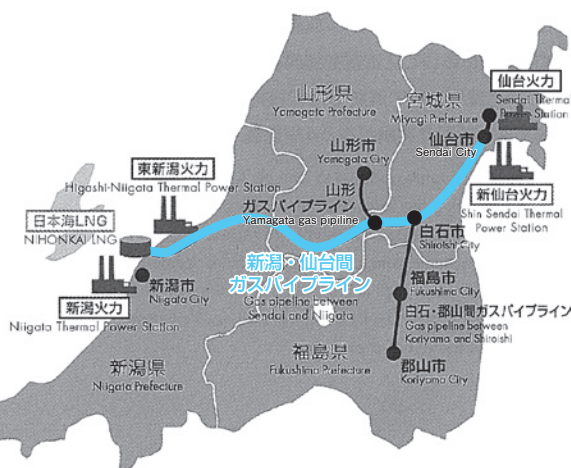 山形県
Yamagata Prefecture
宮城県
Miyagi Prefecture
仙台火力
Sendai Thermal
Power Station
仙台市
Sendai City
山形市
Yamagata City
東新潟火力
Higashi-Niigata Thermal Power Station
山形
ガスパイプライン
Yamagata gas pipiline
新仙台火力
Shin Sendai Thermal
Power Station
日本海LNG
NIHONKAI LNG
白石市
Shiroishi City
新潟・仙台間
ガスパイプライン
Gas pipeline between
Sendai and Niigata
新潟市
Niigata City
福島市
Fukushima City
新潟火力
Niigata Thermal Power Station
白石・郡山間ガスパイプライン
Gas pipeline between
Koriyama and Shiroishi
福島県
Fukushima Prefecture
郡山市
Koriyama City
新潟県
Niigata Prefecture